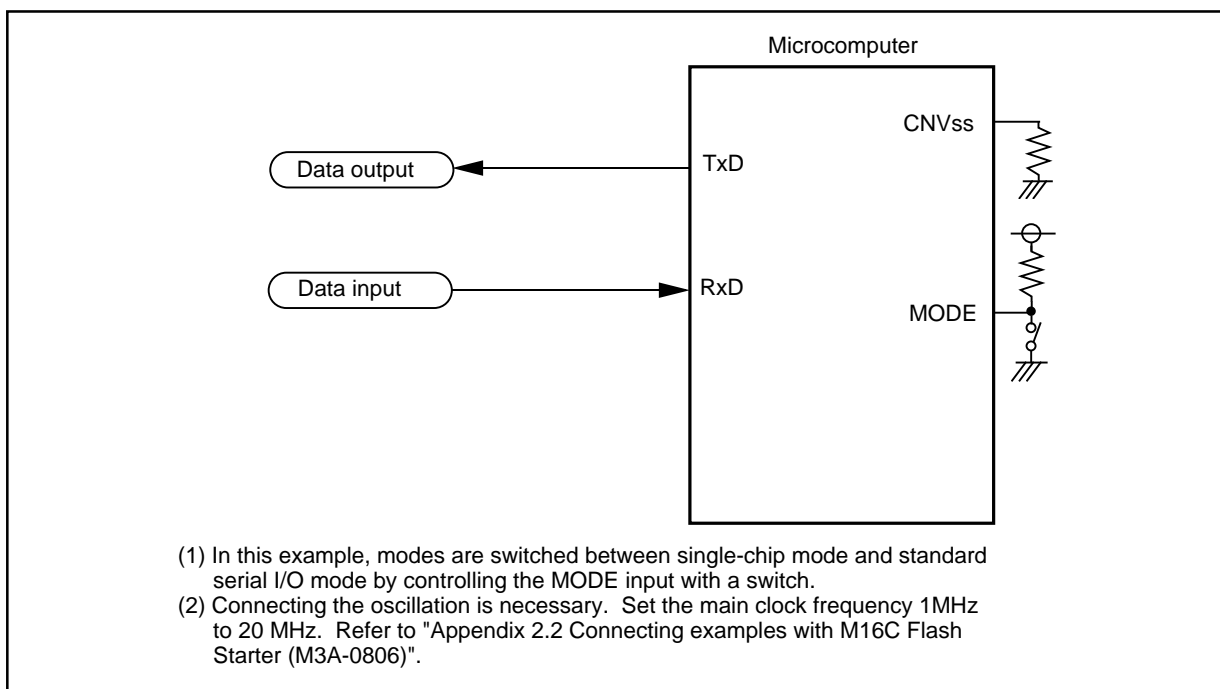 Microcomputer
CNVss
Data output
TxD
Data input
RxD
MODE
(1) In this example, modes are switched between single-chip mode and standard
serial I/O mode by controlling the MODE input with a switch.
(2) Connecting the oscillation is necessary.  Set the main clock frequency 1MHz
to 20 MHz.  Refer to "Appendix 2.2 Connecting examples with M16C Flash
Starter (M3A-0806)".